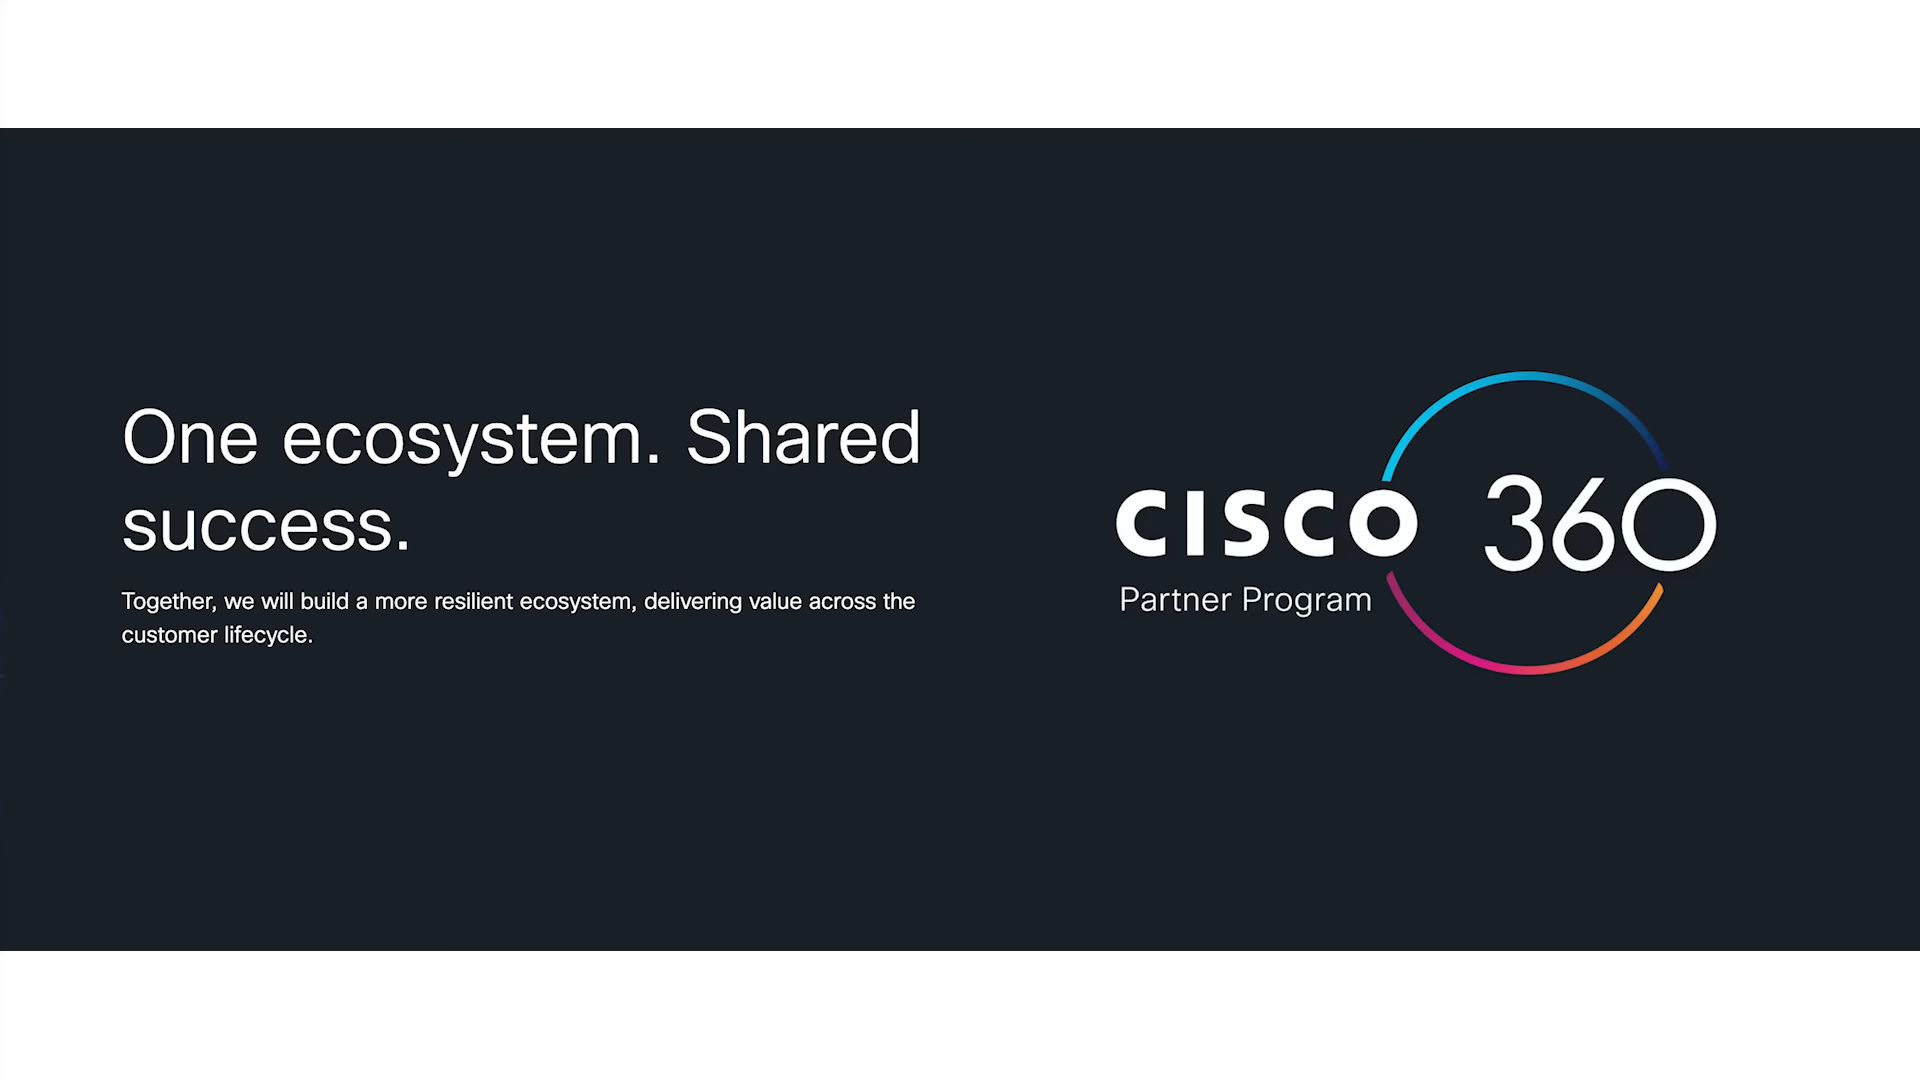 One ecosystem. Shared
success.
Together, we will build a more resilient ecosystem, delivering value across the
customer lifecycle.
CISCO 360
Partner Program